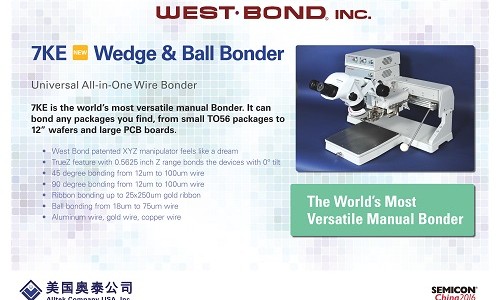 WEST·BOND, INC.
7KE NEW Wedge & Ball Bonder
Universal All-in-One Wire Bonder
7KE is the world's most versatile manual Bonder. It can
bond any packages you find, from small TO56 packages to
12" wafers and large PCB boards.
• West Bond patented XYZ manipulator feels like a dream
• TrueZ feature with 0.5625 inch Z range bonds the devices with 0° tilt
• 45 degree bonding from 12um to 100um wire
• 90 degree bonding from 12um to 100um wire
• Ribbon bonding up to 25x250um gold ribbon
• Ball bonding from 18um to 75um wire
• Aluminum wire, gold wire, copper wire
The World's Most
Versatile Manual Bonder
美国奥泰公司
Alltek Company USA, Inc.
SEMICON
China2016